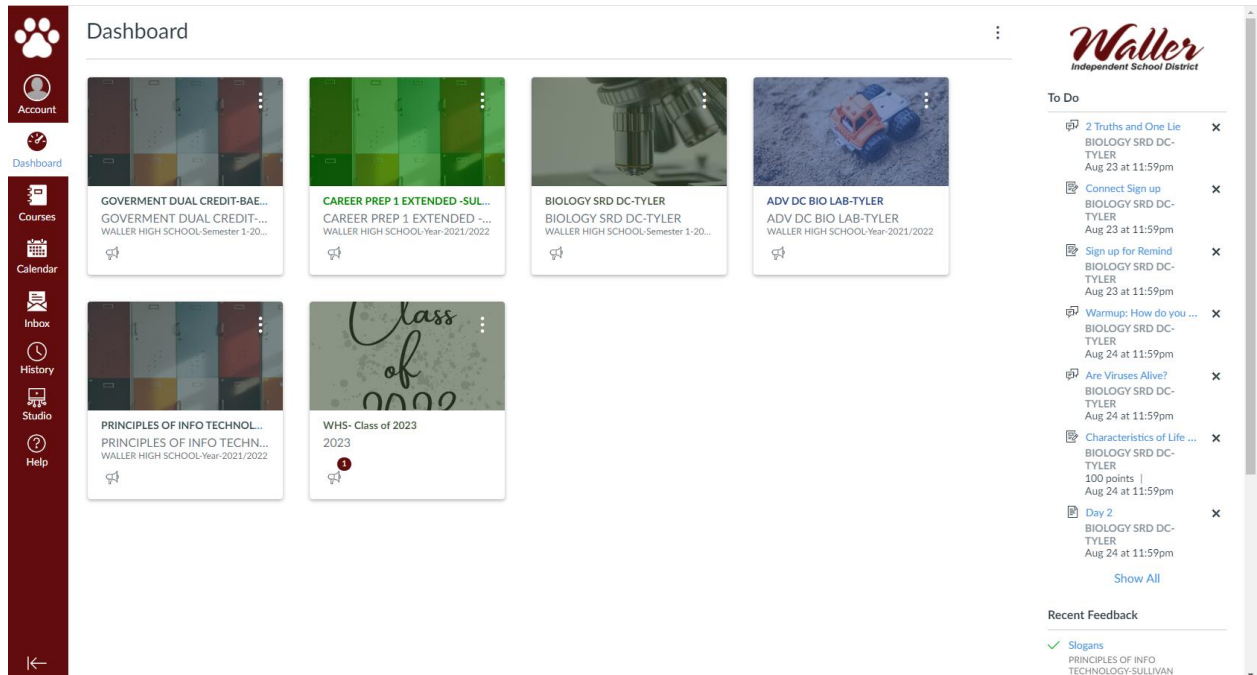 Account
Dashboard
Courses
Calendar
Inbox
History
Studio
Help
Dashboard
GOVERMENT DUAL CREDIT-BAE...
GOVERMENT DUAL CREDIT-...
WALLER HIGH SCHOOL-Semester 1-20...
CAREER PREP 1 EXTENDED -SUL...
CAREER PREP 1 EXTENDED -...
WALLER HIGH SCHOOL-Year-2021/2022
BIOLOGY SRD DC-TYLER
BIOLOGY SRD DC-TYLER
WALLER HIGH SCHOOL-Semester 1-20...
ADV DC BIO LAB-TYLER
ADV DC BIO LAB-TYLER
WALLER HIGH SCHOOL-Year-2021/2022
PRINCIPLES OF INFO TECHNOL...
PRINCIPLES OF INFO TECHN...
WALLER HIGH SCHOOL-Year-2021/2022
Class
of
2022
WHS- Class of 2023
2023
1
Waller
Independent School District
To Do
2 Truths and One Lie
BIOLOGY SRD DC-
TYLER
Aug 23 at 11:59pm
Connect Sign up
BIOLOGY SRD DC-
TYLER
Aug 23 at 11:59pm
Sign up for Remind
BIOLOGY SRD DC-
TYLER
Aug 23 at 11:59pm
Warmup: How do you ...
BIOLOGY SRD DC-
TYLER
Aug 24 at 11:59pm
Are Viruses Alive?
BIOLOGY SRD DC-
TYLER
Aug 24 at 11:59pm
Characteristics of Life ...
BIOLOGY SRD DC-
TYLER
100 points |
Aug 24 at 11:59pm
Day 2
BIOLOGY SRD DC-
TYLER
Aug 24 at 11:59pm
Show All
Recent Feedback
Slogans
PRINCIPLES OF INFO
TECHNOLOGY-SULLIVAN